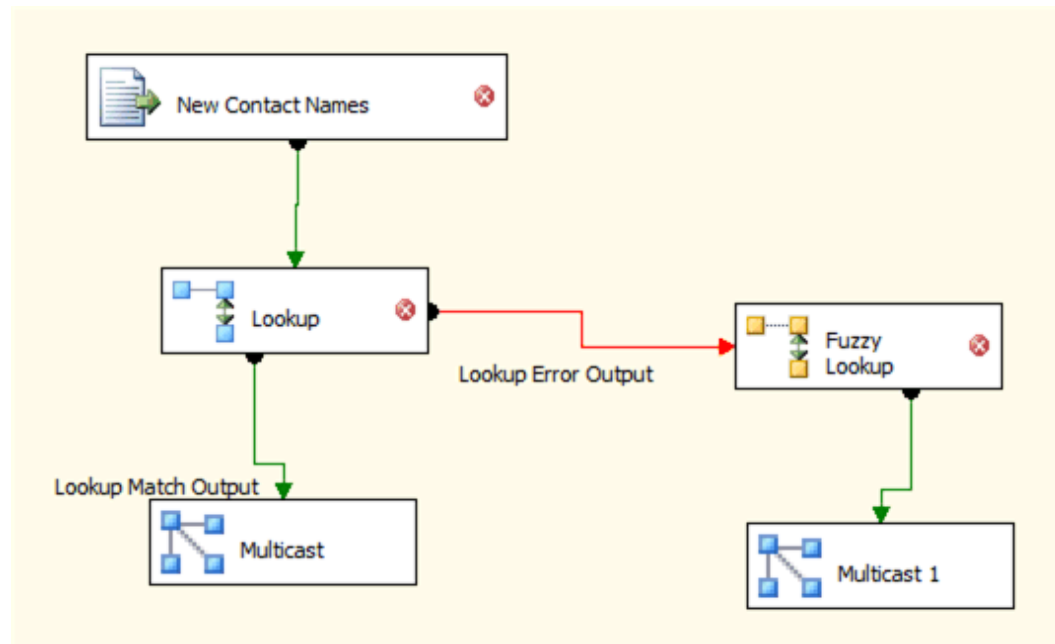 New Contact Names
Lookup
Lookup Error Output
Fuzzy
Lookup
Lookup Match Output
Multicast
Multicast 1